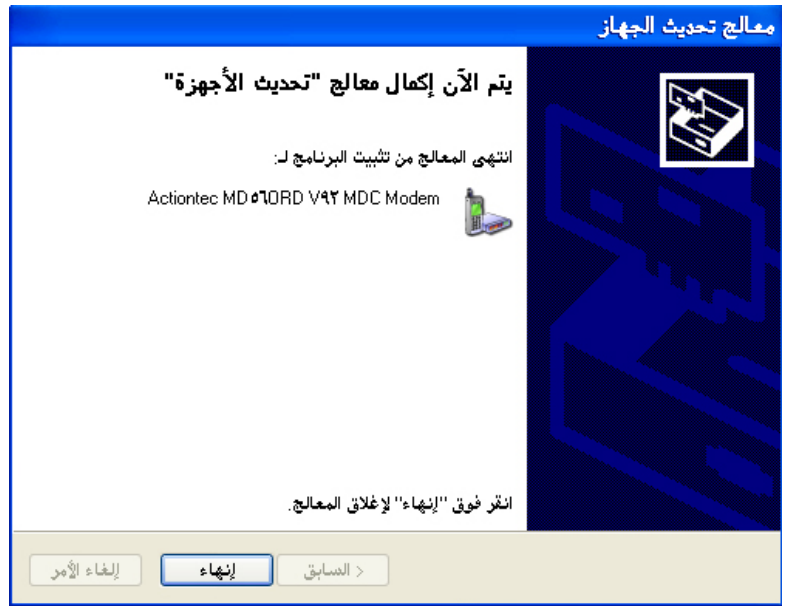 معالج تحديث الجهاز
يتم الآن إكمال معالج "تحديث الأجهزة"
انتهى المعالج من تثبيت البرنامج لـ:
Actiontec MD٥٦ORD V٩٢ MDC Modem
انقر فوق "إنهاء" لإغلاق المعالج.
< السابق
إنهاء
إلغاء الأمر